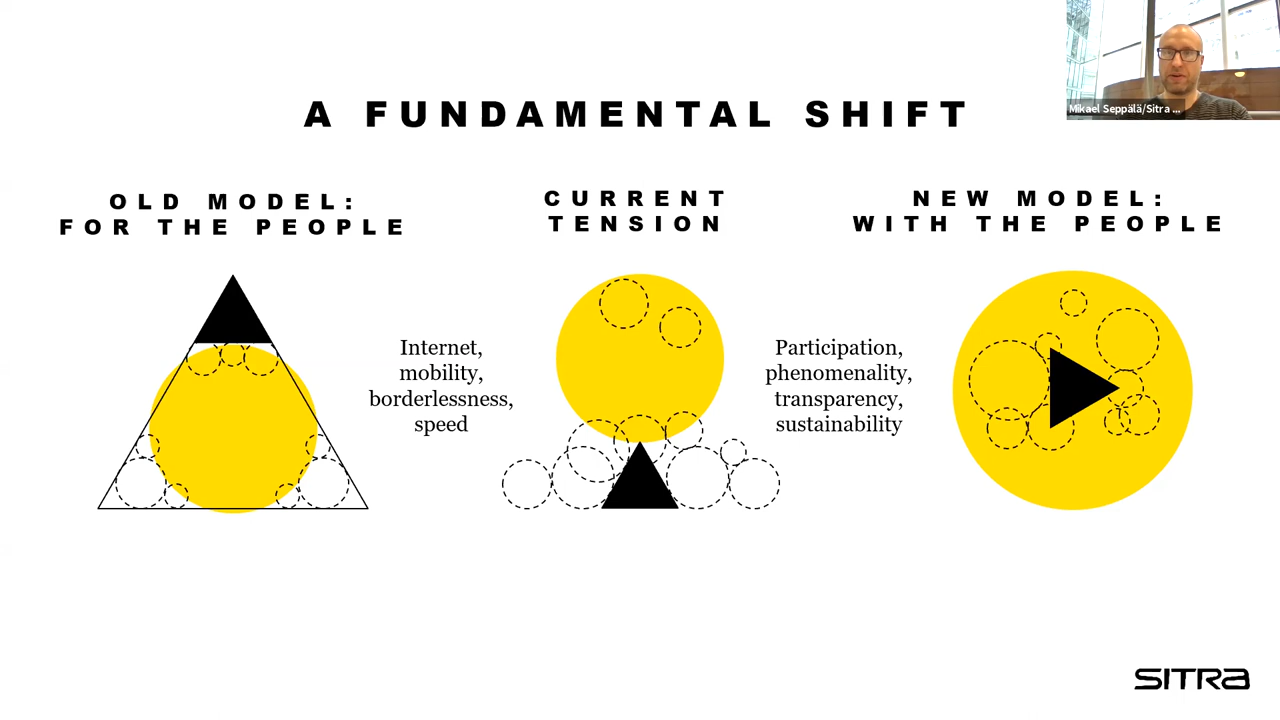 Mikael Seppälä/Sitra ...
A FUNDAMENTAL SHIFT
OLD MODEL:
FOR THE PEOPLE
CURRENT
TENSION
NEW MODEL:
WITH THE PEOPLE
Internet,
mobility,
borderlessness,
speed
Participation,
phenomenality,
transparency,
sustainability
SITRA